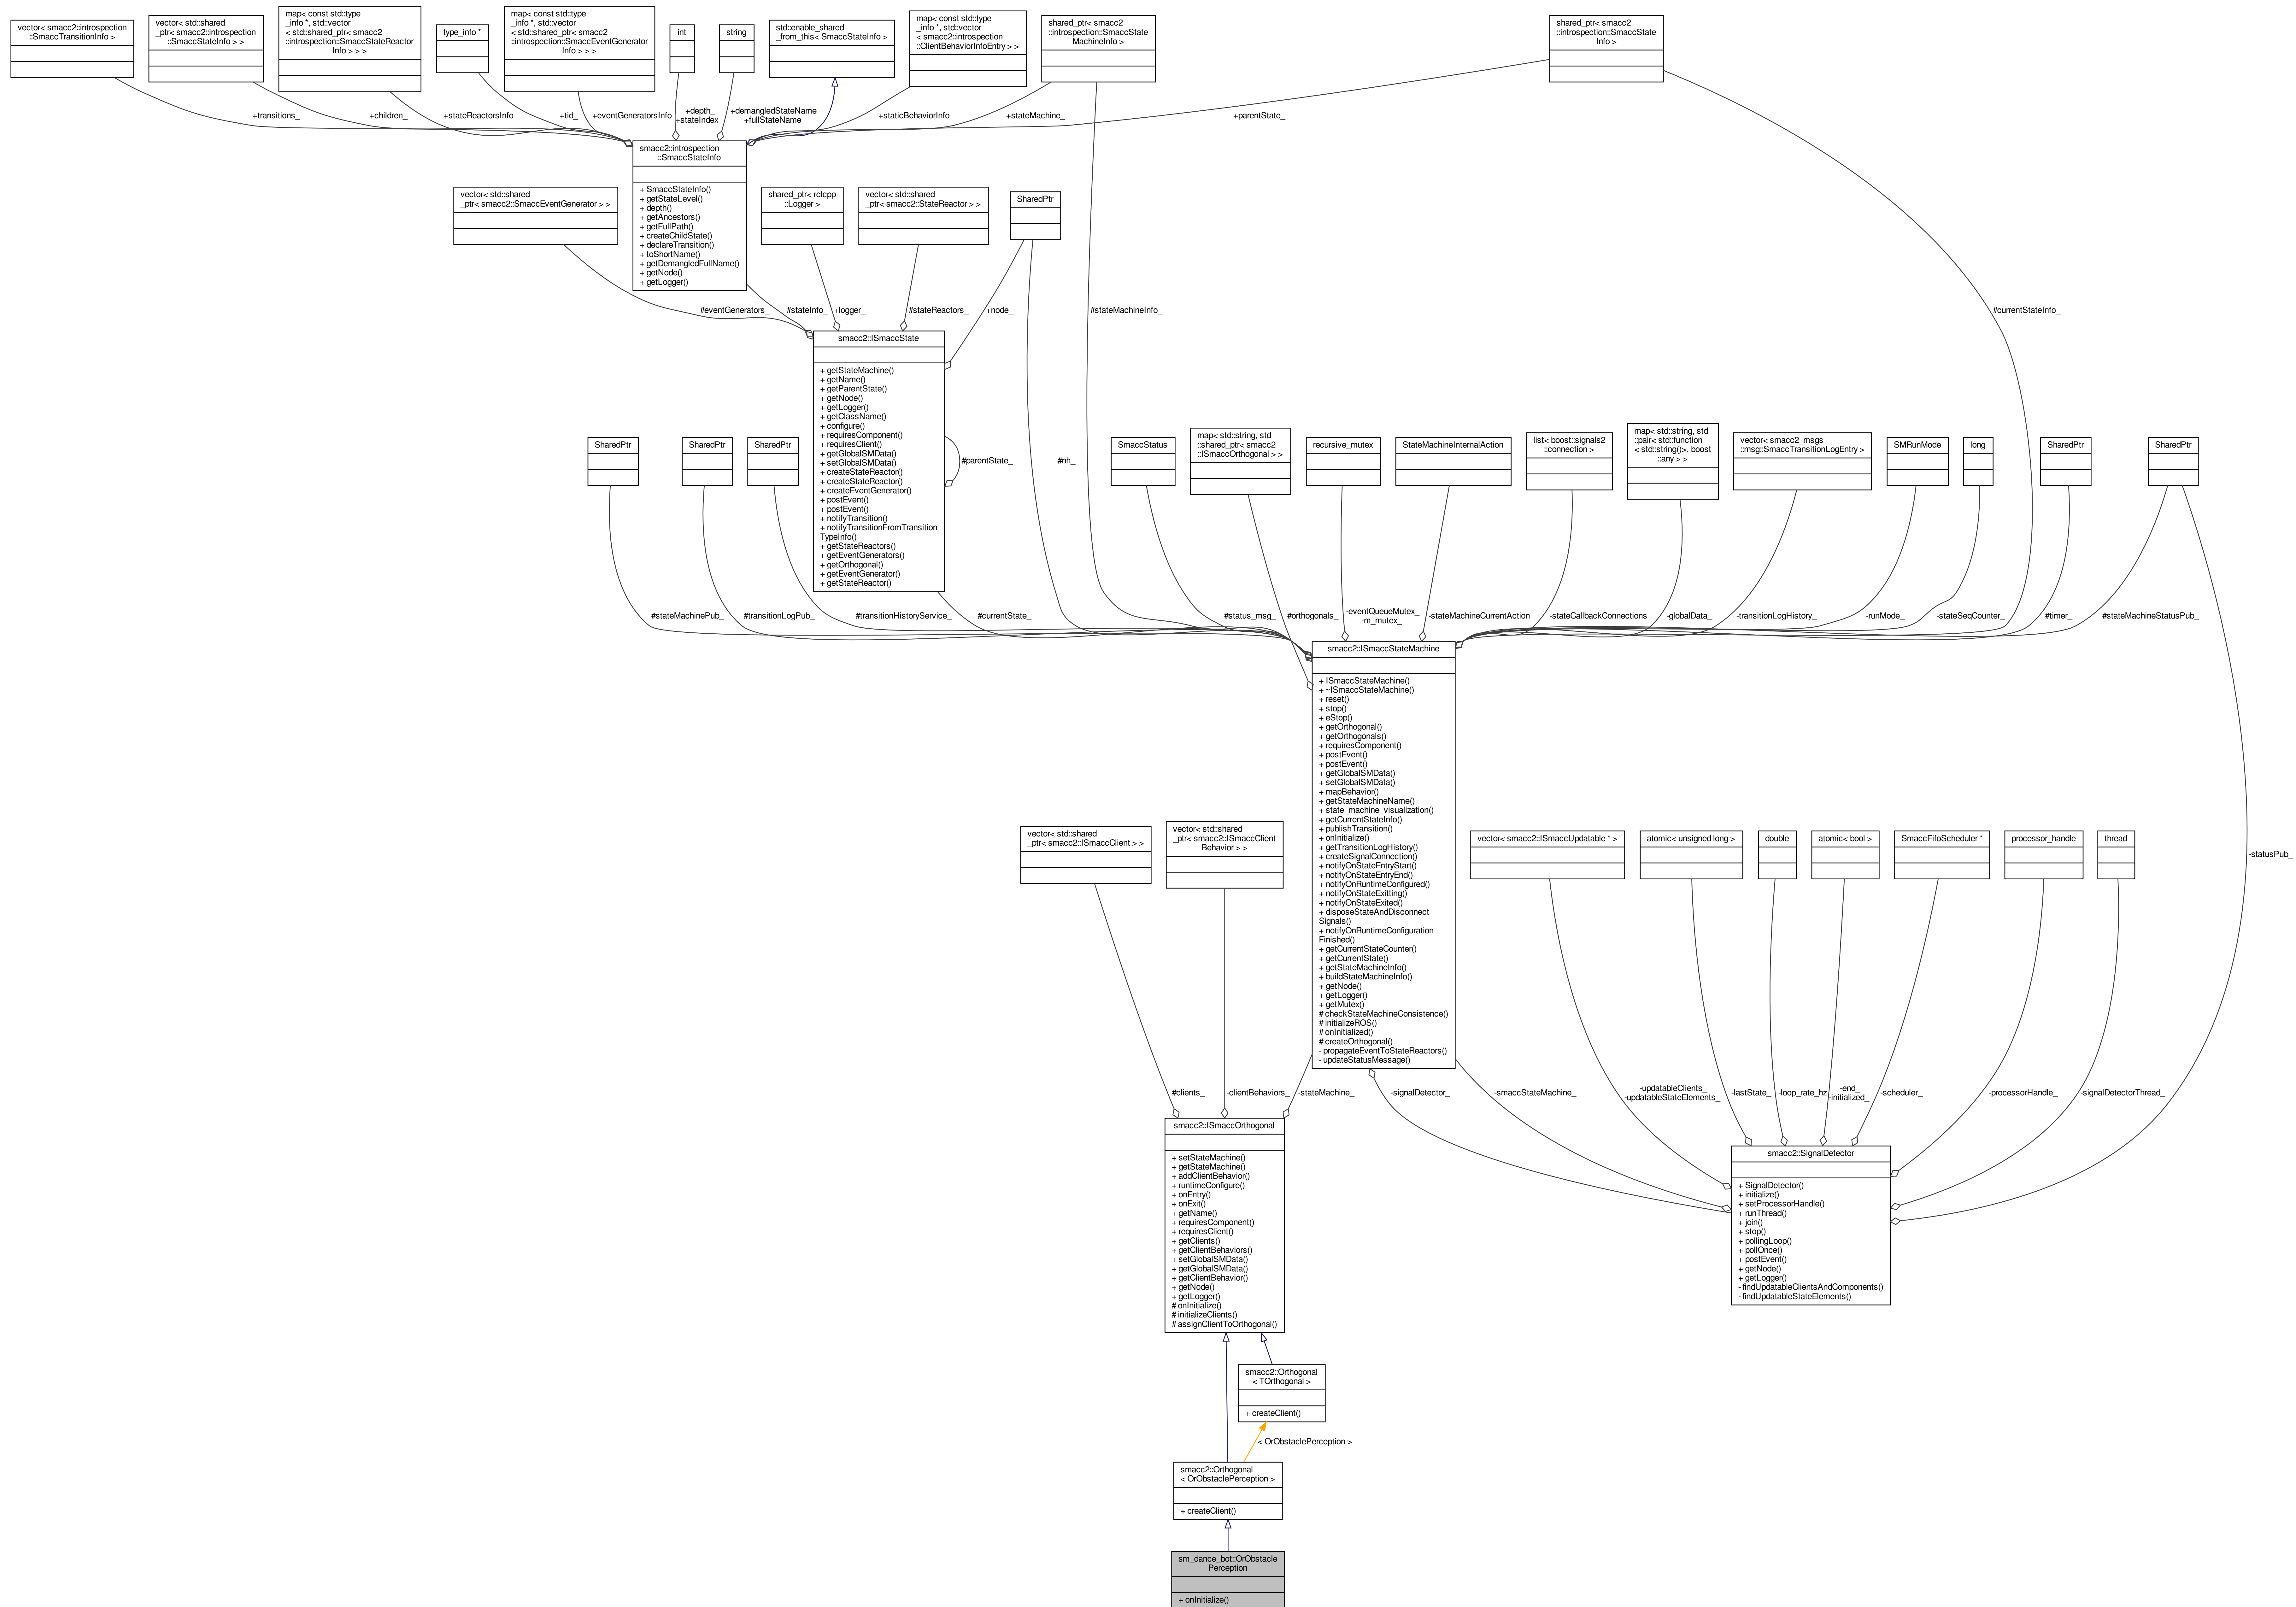 vector< smacc2::introspection
::SmaccTransitionInfo >
vector< std::shared
_ptr< smacc2::introspection
::SmaccStateInfo > >
map< const std::type
_info *, std::vector
< std::shared_ptr< smacc2
::introspection::SmaccStateReactor
Info > > >
type_info *
map< const std::type
_info *, std::vector
< std::shared_ptr< smacc2
::introspection::SmaccEventGenerator
Info > > >
int
string
std::enable_shared
_from_this< SmaccStateInfo >
map< const std::type
_info *, std::vector
< smacc2::introspection
::ClientBehaviorInfoEntry > >
shared_ptr< smacc2
::introspection::SmaccState
MachineInfo >
shared_ptr< smacc2
::introspection::SmaccState
Info >
+transitions_
+children_
+stateReactorsInfo
+tid_
+eventGeneratorsInfo
+depth_
+stateIndex_
+demangledStateName
+fullStateName
+staticBehaviorInfo
+stateMachine_
+parentState_
smacc2::introspection
::SmaccStateInfo
+ SmaccStateInfo()
+ getStateLevel()
+ depth()
+ getAncestors()
+ getFullPath()
+ createChildState()
+ declareTransition()
+ toShortName()
+ getDemangledFullName()
+ getNode()
+ getLogger()
vector< std::shared
_ptr< smacc2::SmaccEventGenerator > >
shared_ptr< rclcpp
::Logger >
vector< std::shared
_ptr< smacc2::StateReactor > >
SharedPtr
#eventGenerators_
#stateInfo_
+logger_
#stateReactors_
+node_
#stateMachineInfo_
#currentStateInfo_
smacc2::ISmaccState
+ getStateMachine()
+ getName()
+ getParentState()
+ getNode()
+ getLogger()
+ getClassName()
+ configure()
+ requiresComponent()
+ requiresClient()
+ getGlobalSMData()
+ setGlobalSMData()
+ createStateReactor()
+ createStateReactor()
+ createEventGenerator()
+ postEvent()
+ postEvent()
+ notifyTransition()
+ notifyTransitionFromTransition
TypeInfo()
+ getStateReactors()
+ getEventGenerators()
+ getOrthogonal()
+ getEventGenerator()
+ getStateReactor()
#parentState_
#nh_
SharedPtr
SharedPtr
SharedPtr
SmaccStatus
map< std::string, std
::shared_ptr< smacc2
::ISmaccOrthogonal > >
recursive_mutex
StateMachineInternalAction
list< boost::signals2
::connection >
map< std::string, std
::pair< std::function
< std::string()>, boost
::any > >
vector< smacc2_msgs
::msg::SmaccTransitionLogEntry >
SMRunMode
long
SharedPtr
SharedPtr
#stateMachinePub_
#transitionLogPub_
#transitionHistoryService_
#currentState_
#status_msg_
#orthogonals_
-eventQueueMutex_
-m_mutex_
-stateMachineCurrentAction
-stateCallbackConnections
-globalData_
-transitionLogHistory_
-runMode_
-stateSeqCounter_
#timer_
#stateMachineStatusPub_
smacc2::ISmaccStateMachine
+ ISmaccStateMachine()
+ ~ISmaccStateMachine()
+ reset()
+ stop()
+ eStop()
+ getOrthogonal()
+ getOrthogonals()
+ requiresComponent()
+ postEvent()
+ postEvent()
+ getGlobalSMData()
+ setGlobalSMData()
+ mapBehavior()
+ getStateMachineName()
+ state_machine_visualization()
+ getCurrentStateInfo()
+ publishTransition()
+ onInitialize()
+ getTransitionLogHistory()
+ createSignalConnection()
+ notifyOnStateEntryStart()
+ notifyOnStateEntryEnd()
+ notifyOnRuntimeConfigured()
+ notifyOnStateExitting()
+ notifyOnStateExited()
+ disposeStateAndDisconnect
Signals()
+ notifyOnRuntimeConfiguration
Finished()
+ getCurrentStateCounter()
+ getCurrentState()
+ getStateMachineInfo()
+ buildStateMachineInfo()
+ getNode()
+ getLogger()
+ getMutex()
# checkStateMachineConsistence()
# initializeROS()
# onInitialized()
# createOrthogonal()
- propagateEventToStateReactors()
- updateStatusMessage()
vector< std::shared
_ptr< smacc2::ISmaccClient > >
vector< std::shared
_ptr< smacc2::ISmaccClient
Behavior > >
vector< smacc2::ISmaccUpdatable * >
atomic< unsigned long >
double
atomic< bool >
SmaccFifoScheduler *
processor_handle
thread
-statusPub_
#clients_
-clientBehaviors_
-stateMachine_
-signalDetector_
-smaccStateMachine_
-updatableClients_
-updatableStateElements_
-lastState_
-loop_rate_hz
-end_
-initialized_
-scheduler_
-processorHandle_
-signalDetectorThread_
smacc2::ISmaccOrthogonal
+ setStateMachine()
+ getStateMachine()
+ addClientBehavior()
+ runtimeConfigure()
+ onEntry()
+ onExit()
+ getName()
+ requiresComponent()
+ requiresClient()
+ getClients()
+ getClientBehaviors()
+ setGlobalSMData()
+ getGlobalSMData()
+ getClientBehavior()
+ getNode()
+ getLogger()
# onInitialize()
# initializeClients()
# assignClientToOrthogonal()
smacc2::SignalDetector
+ SignalDetector()
+ initialize()
+ setProcessorHandle()
+ runThread()
+ join()
+ stop()
+ pollingLoop()
+ pollOnce()
+ postEvent()
+ getNode()
+ getLogger()
- findUpdatableClientsAndComponents()
- findUpdatableStateElements()
smacc2::Orthogonal
< TOrthogonal >
+ createClient()
< OrObstaclePerception >
smacc2::Orthogonal
< OrObstaclePerception >
+ createClient()
sm_dance_bot::OrObstacle
Perception
+ onInitialize()